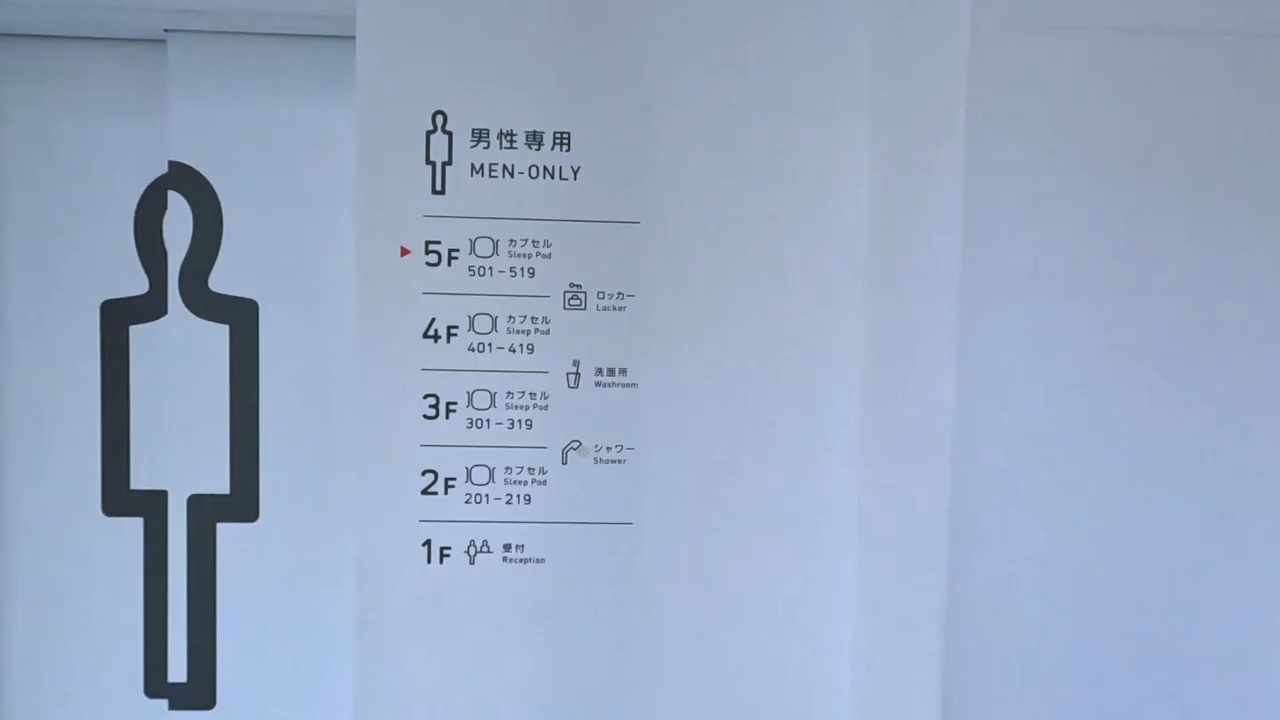 男性専用
MEN-ONLY
5F カプセル
Sleep Pod
501-519
ロッカー
Locker
4F カプセル
Sleep Pod
401-419
洗面所
Washroom
3F カプセル
Sleep Pod
301-319
シャワー
Shower
2F カプセル
Sleep Pod
201-219
1F 受付
Reception